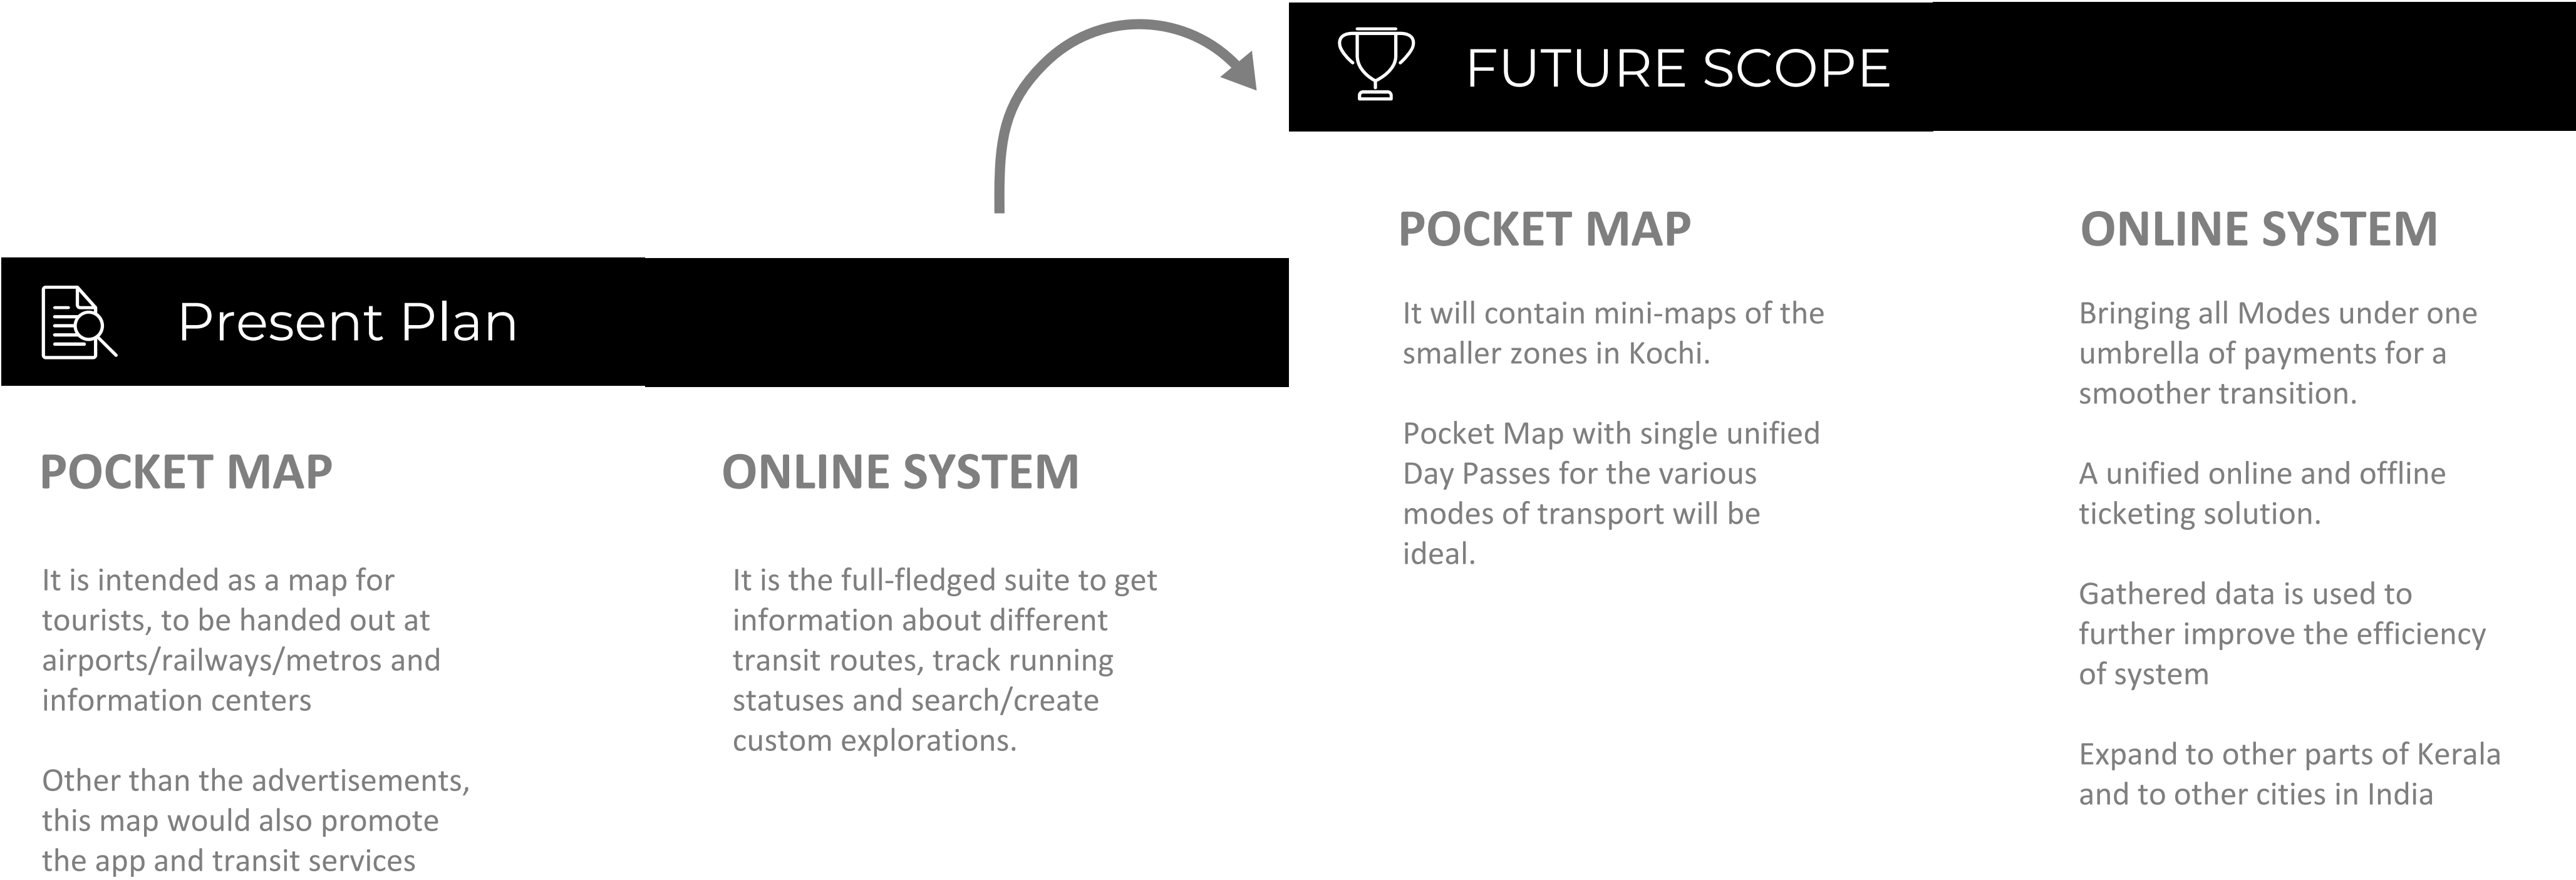 Present Plan
POCKET MAP
It is intended as a map for
tourists, to be handed out at
airports/railways/metros and
information centers
Other than the advertisements,
this map would also promote
the app and transit services
ONLINE SYSTEM
It is the full-fledged suite to get
information about different
transit routes, track running
statuses and search/create
custom explorations.
FUTURE SCOPE
POCKET MAP
It will contain mini-maps of the
smaller zones in Kochi.
Pocket Map with single unified
Day Passes for the various
modes of transport will be
ideal.
ONLINE SYSTEM
Bringing all Modes under one
umbrella of payments for a
smoother transition.
A unified online and offline
ticketing solution.
Gathered data is used to
further improve the efficiency
of system
Expand to other parts of Kerala
and to other cities in India